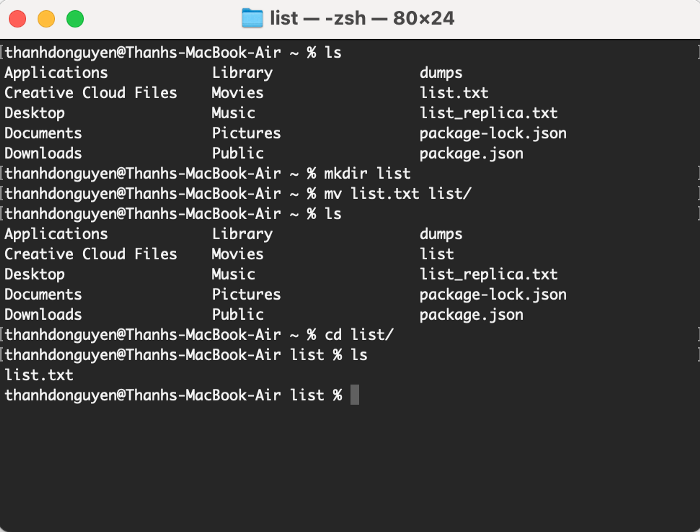 list — -zsh — 80×24
[thanhdonguyen@Thanhs-MacBook-Air ~ % ls
Applications Library dumps
Creative Cloud Files Movies list.txt
Desktop Music list_replica.txt
Documents Pictures package-lock.json
Downloads Public package.json
[thanhdonguyen@Thanhs-MacBook-Air ~ % mkdir list
[thanhdonguyen@Thanhs-MacBook-Air ~ % mv list.txt list/
[thanhdonguyen@Thanhs-MacBook-Air ~ % ls
Applications Library dumps
Creative Cloud Files Movies list
Desktop Music list_replica.txt
Documents Pictures package-lock.json
Downloads Public package.json
[thanhdonguyen@Thanhs-MacBook-Air ~ % cd list/
[thanhdonguyen@Thanhs-MacBook-Air list % ls
list.txt
thanhdonguyen@Thanhs-MacBook-Air list %